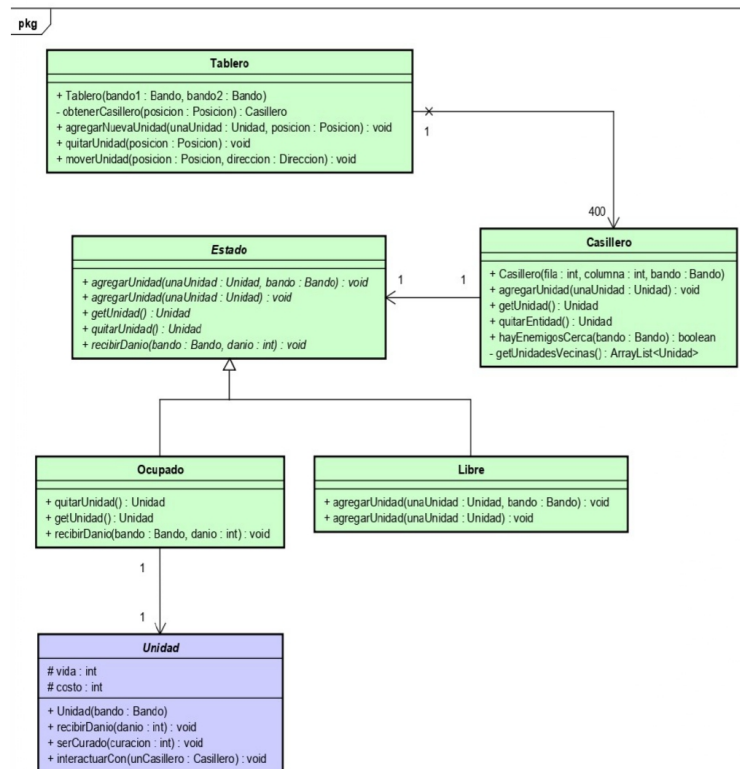 pkg
Tablero
+ Tablero(bando1 : Bando, bando2 : Bando)
- obtenerCasillero(posicion : Posicion) : Casillero
+ agregarNuevaUnidad(unaUnidad : Unidad, posicion : Posicion) : void
+ quitarUnidad(posicion : Posicion) : void
+ moverUnidad(posicion : Posicion, direccion : Direccion) : void
1
400
Estado
+ agregarUnidad(unaUnidad : Unidad, bando : Bando) : void
+ agregarUnidad(unaUnidad : Unidad) : void
+ getUnidad() : Unidad
+ quitarUnidad() : Unidad
+ recibirDanio(bando : Bando, danio : int) : void
1
1
Casillero
+ Casillero(fila : int, columna : int, bando : Bando)
+ agregarUnidad(unaUnidad : Unidad) : void
+ getUnidad() : Unidad
+ quitarEntidad() : Unidad
+ hayEnemigosCerca(bando : Bando) : boolean
- getUnidadesVecinas() : ArrayList<Unidad>
Ocupado
+ quitarUnidad() : Unidad
+ getUnidad() : Unidad
+ recibirDanio(bando : Bando, danio : int) : void
Libre
+ agregarUnidad(unaUnidad : Unidad, bando : Bando) : void
+ agregarUnidad(unaUnidad : Unidad) : void
1
1
Unidad
# vida : int
# costo : int
+ Unidad(bando : Bando)
+ recibirDanio(danio : int) : void
+ serCurado(curacion : int) : void
+ interactuarCon(unCasillero : Casillero) : void